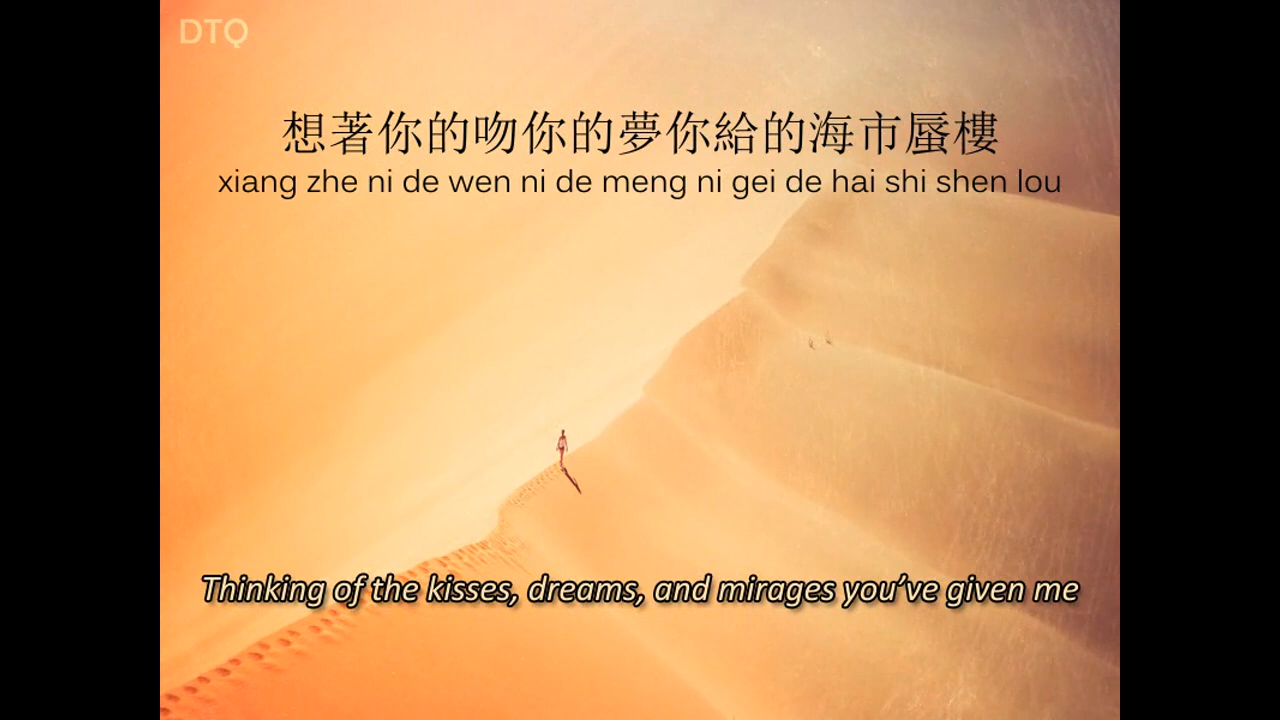 DTQ
想著你的吻你的夢你給的海市蜃樓
xiang zhe ni de wen ni de meng ni gei de hai shi shen lou
Thinking of the kisses, dreams, and mirages you've given me